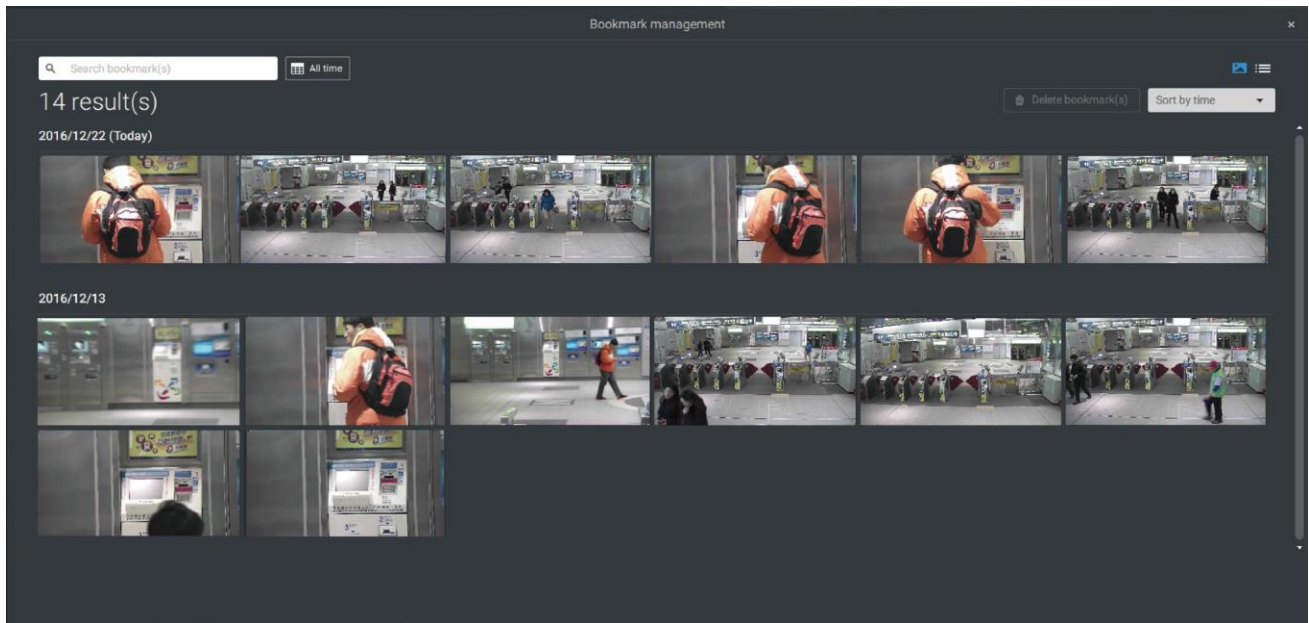 Bookmark management
Search bookmark(s)
All time
14 result(s)
Delete bookmark(s)
Sort by time
2016/12/22 (Today)
2016/12/13